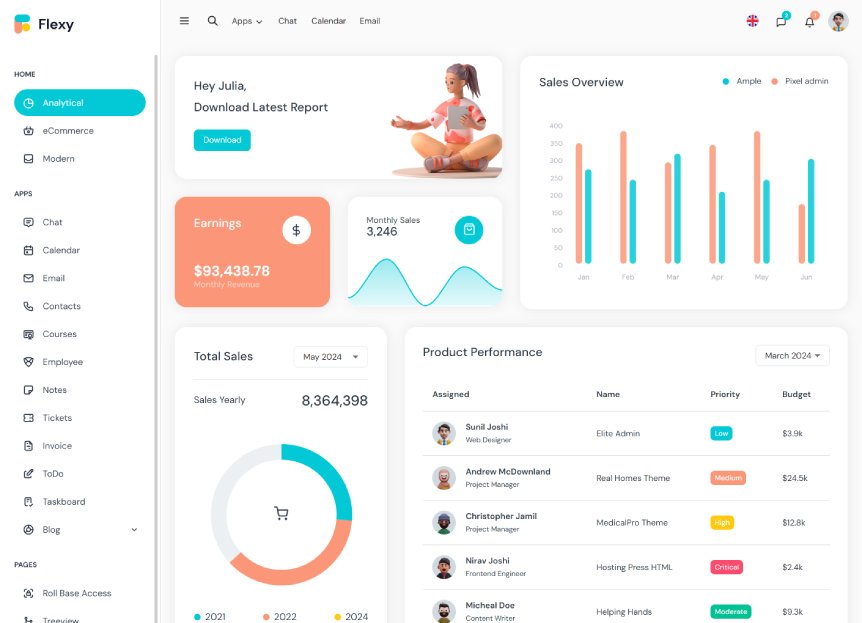 Flexy
HOME
Analytical
eCommerce
Modern
APPS
Chat
Calendar
Email
Contacts
Courses
Employee
Notes
Tickets
Invoice
ToDo
Taskboard
Blog
PAGES
Roll Base Access
Treeview
Apps
Chat
Calendar
Email
Hey Julia,
Download Latest Report
Download
Earnings
$
$93,438.78
Monthly Revenue
Monthly Sales
3,246
Sales Overview
Ample
Pixel admin
400
350
300
250
200
150
100
50
0
Jan Feb Mar Apr May Jun
Total Sales
May 2024
Sales Yearly 8,364,398
2021 2022 2024
Product Performance
March 2024
Assigned Name Priority Budget
Sunil Joshi
Web Designer
Elite Admin Low $3.9k
Andrew McDownland
Project Manager
Real Homes Theme Medium $24.5k
Christopher Jamil
Project Manager
MedicalPro Theme High $12.8k
Nirav Joshi
Frontend Engineer
Hosting Press HTML Critical $2.4k
Micheal Doe
Content Writer
Helping Hands Moderate $9.3k